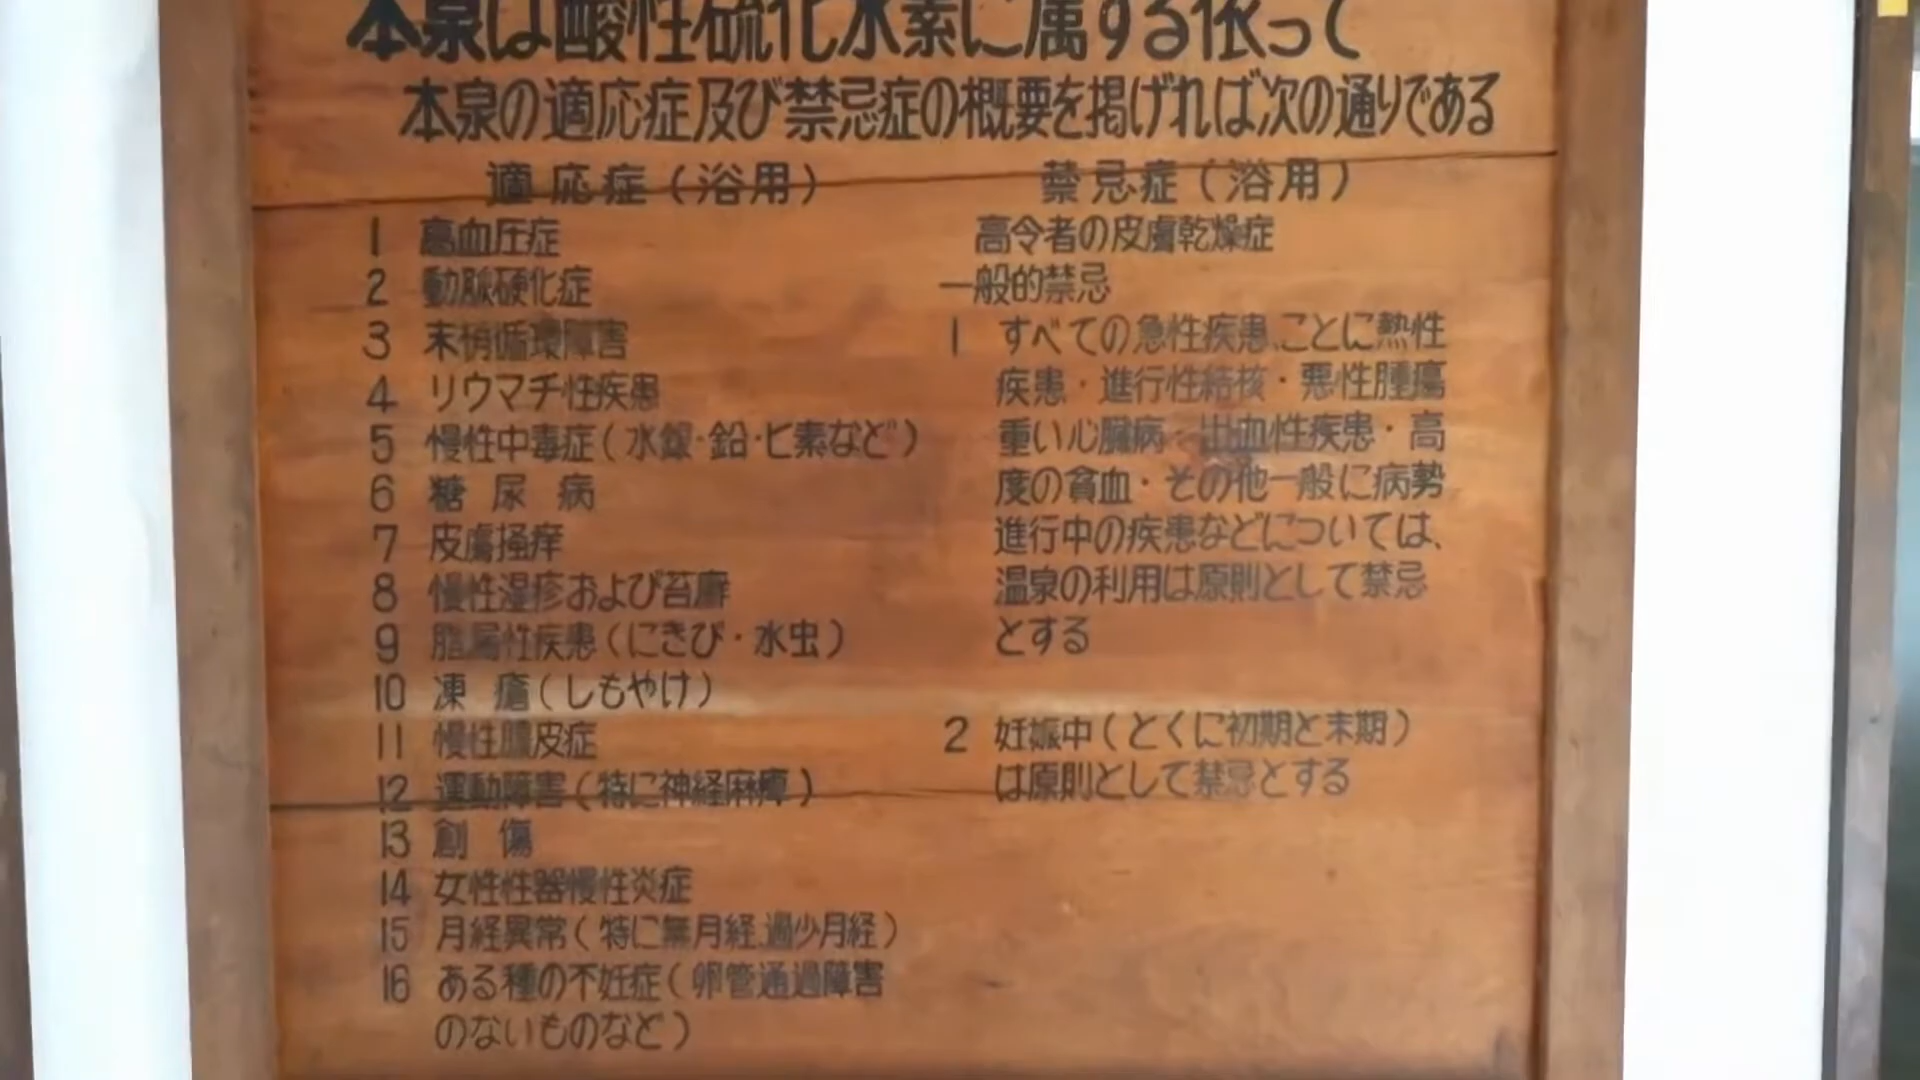 本泉は酸性硫化水素に属する依って
本泉の適応症及び禁忌症の概要を掲げれば次の通りである
適応症(浴用)
1 高血圧症
2 動脈硬化症
3 末梢循環障害
4 リウマチ性疾患
5 慢性中毒症(水銀・鉛・ヒ素など)
6 糖尿病
7 皮膚掻痒
8 慢性湿疹および苔癬
9 脂漏性疾患(にきび・水虫)
10 凍瘡(しもやけ)
11 慢性膿皮症
12 運動障害(特に神経麻痺)
13 創傷
14 女性性器慢性炎症
15 月経異常(特に無月経、過少月経)
16 ある種の不妊症(卵管通過障害
のないものなど)
禁忌症(浴用)
高令者の皮膚乾燥症
一般的禁忌
1 すべての急性疾患、ことに熱性
疾患・進行性結核・悪性腫瘍
重い心臓病・出血性疾患・高
度の貧血・その他一般に病勢
進行中の疾患などについては、
温泉の利用は原則として禁忌
とする
2 妊娠中(とくに初期と末期)
は原則として禁忌とする